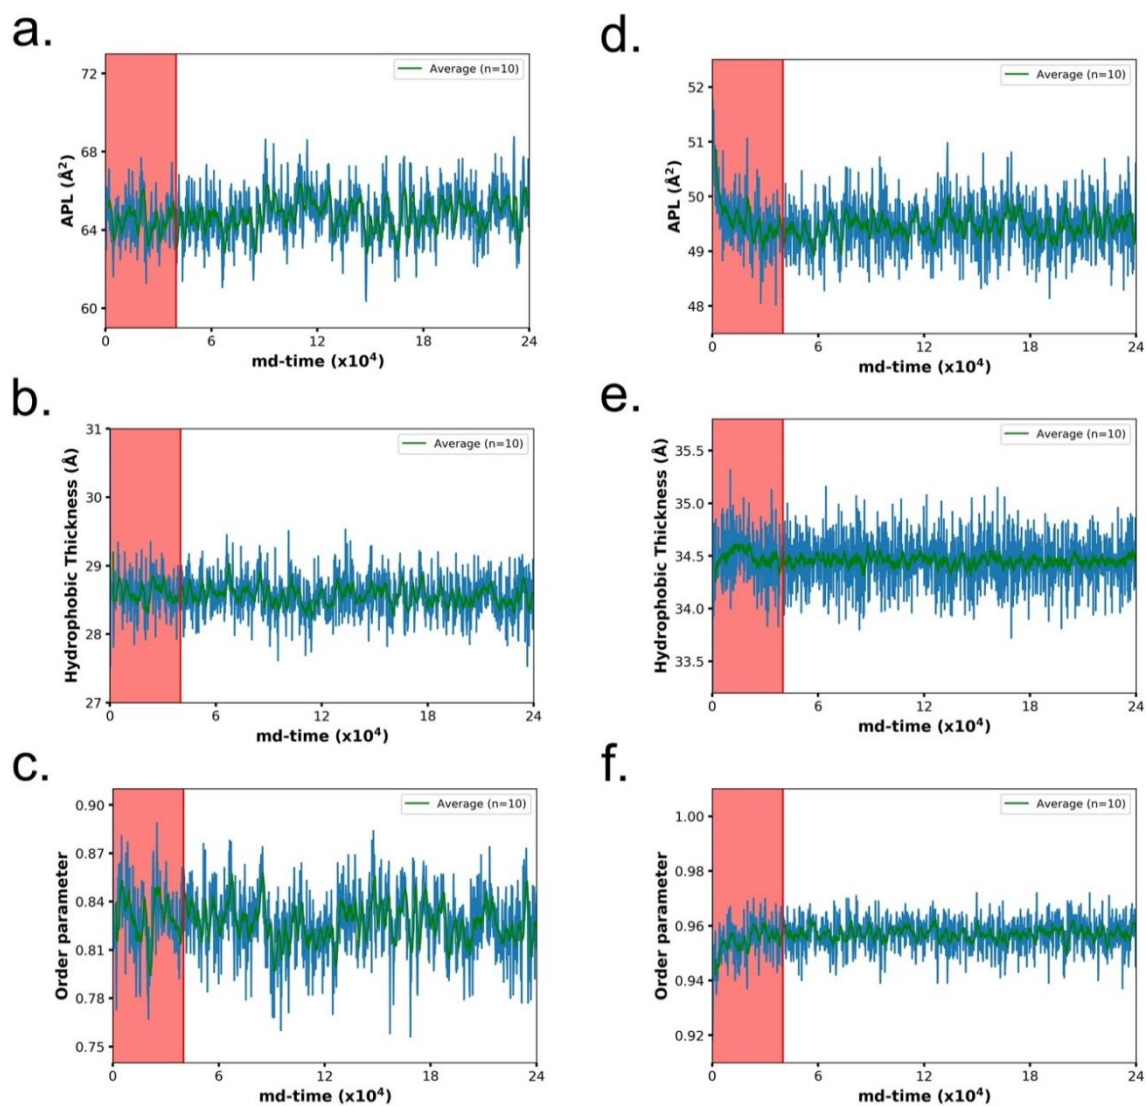 a.
72
68
64
60
APL (Å²)
Average (n=10)
0 6 12 18 24
md-time (x10⁴)
b.
31
30
29
28
27
Hydrophobic Thickness (Å)
Average (n=10)
0 6 12 18 24
md-time (x10⁴)
c.
0.90
0.87
0.84
0.81
0.78
0.75
Order parameter
Average (n=10)
0 6 12 18 24
md-time (x10⁴)
d.
52
51
50
49
48
APL (Å²)
Average (n=10)
0 6 12 18 24
md-time (x10⁴)
e.
35.5
35.0
34.5
34.0
33.5
Hydrophobic Thickness (Å)
Average (n=10)
0 6 12 18 24
md-time (x10⁴)
f.
1.00
0.98
0.96
0.94
0.92
Order parameter
Average (n=10)
0 6 12 18 24
md-time (x10⁴)